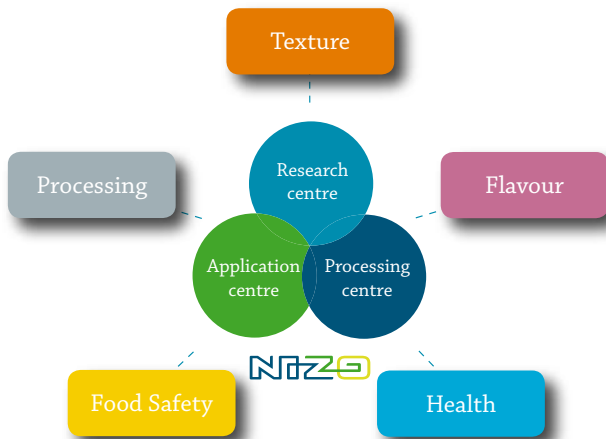 Texture
Research
centre
Processing
Flavour
Application
centre
Processing
centre
NIZO
Food Safety
Health